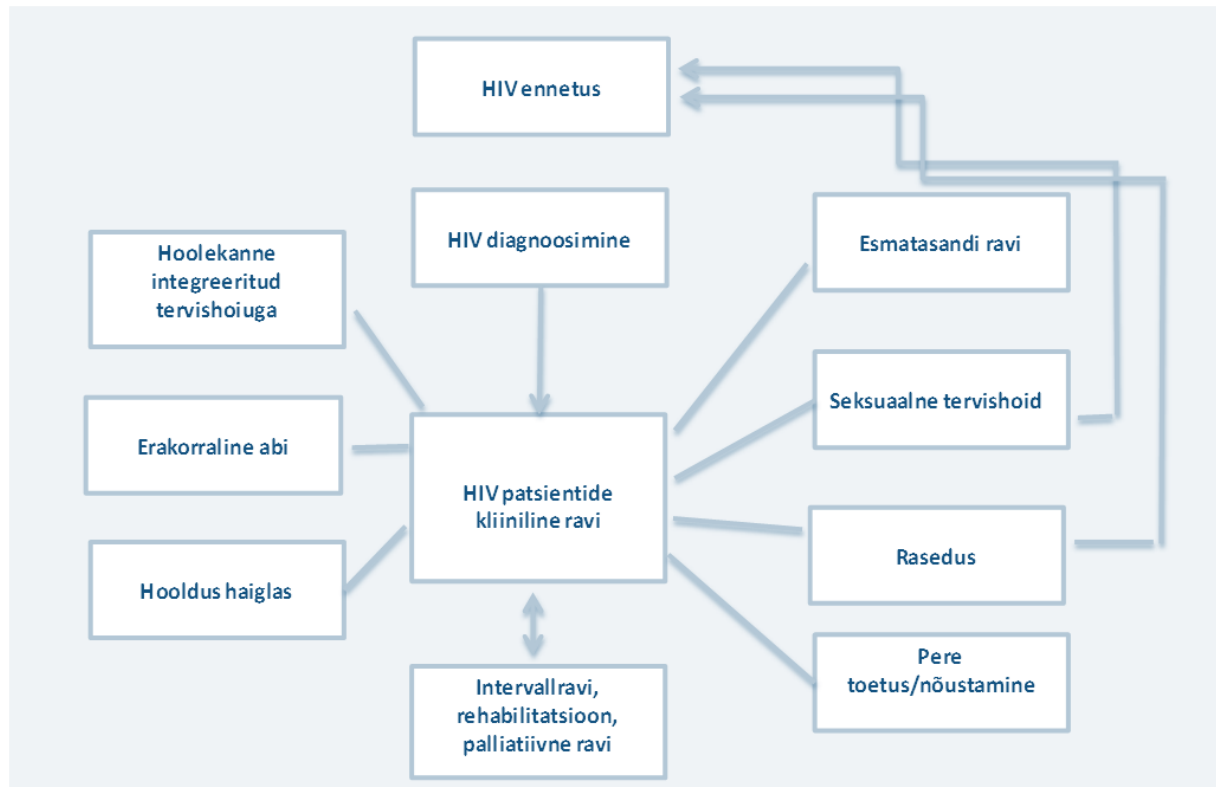 HIV ennetus
HIV diagnoosimine
Hoolekanne
integreeritud
tervishoiuga
Esmatasandi ravi
Seksuaalne tervishoid
Erakorraline abi
HIV patsientide
kliiniline ravi
Rasedus
Hooldus haiglas
Pere
toetus/nõustamine
Intervallravi,
rehabilitatsioon,
palliatiivne ravi